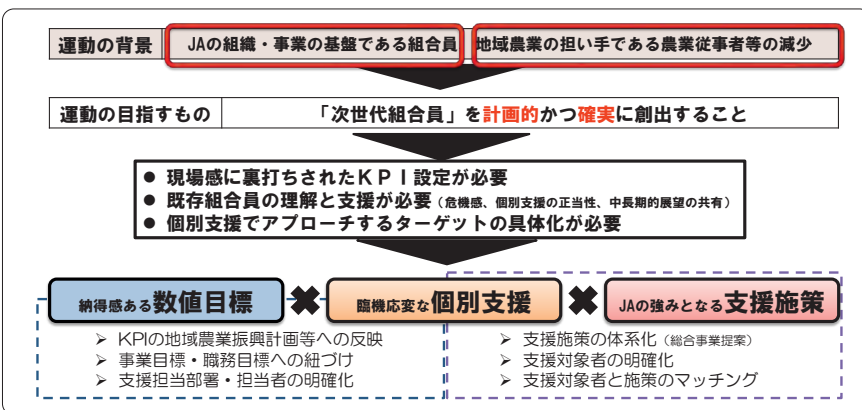 運動の背景 JAの組織・事業の基盤である組合員 地域農業の担い手である農業従事者等の減少
運動の目指すもの 「次世代組合員」を計画的かつ確実に創出すること
● 現場感に裏打ちされたKPI設定が必要
● 既存組合員の理解と支援が必要(危機感、個別支援の正当性、中長期的展望の共有)
● 個別支援でアプローチするターゲットの具体化が必要
納得感ある数値目標 ✖ 臨機応変な個別支援 ✖ JAの強みとなる支援施策
➢ KPIの地域農業振興計画等への反映
➢ 事業目標・職務目標への紐づけ
➢ 支援担当部署・担当者の明確化
➢ 支援施策の体系化(総合事業提案)
➢ 支援対象者の明確化
➢ 支援対象者と施策のマッチング